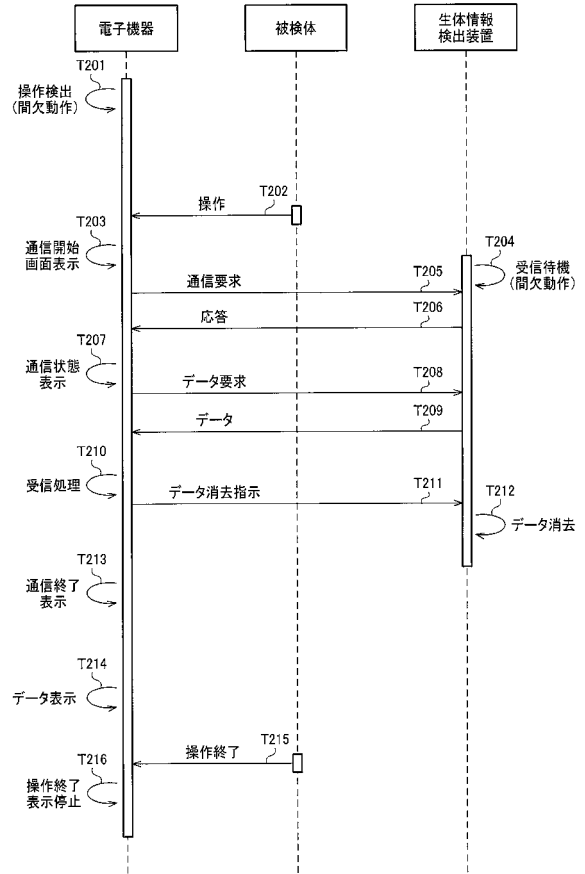 電子機器
被検体
生体情報
検出装置
T201
操作検出
(間欠動作)
T202
操作
T203
通信開始
画面表示
T204
受信待機
(間欠動作)
T205
通信要求
T206
応答
T207
通信状態
表示
T208
データ要求
T209
データ
T210
受信処理
T211
データ消去指示
T212
データ消去
T213
通信終了
表示
T214
データ表示
T215
操作終了
T216
操作終了
表示停止